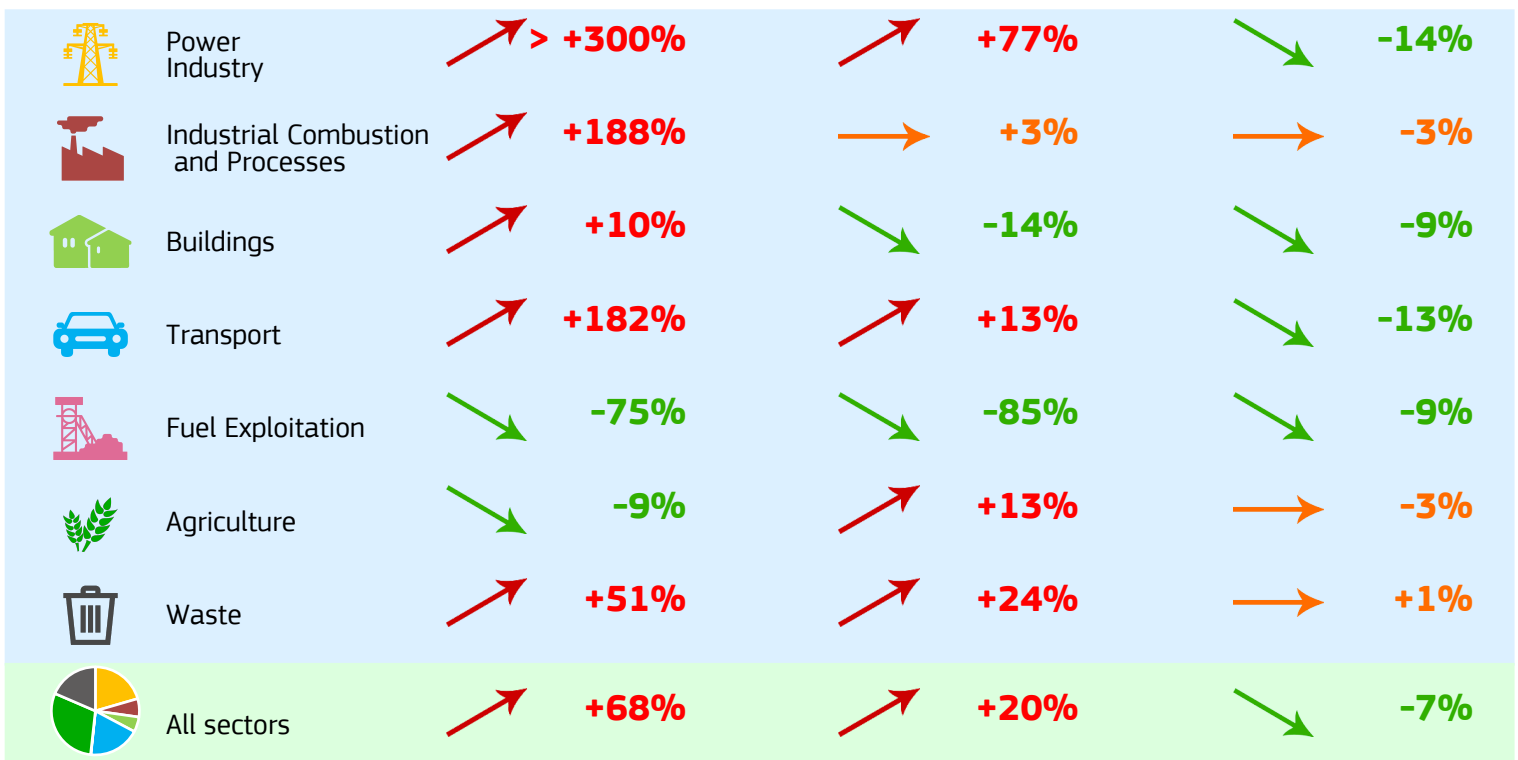 Power
Industry
> +300%
+77%
-14%
Industrial Combustion
and Processes
+188%
+3%
-3%
Buildings
+10%
-14%
-9%
Transport
+182%
+13%
-13%
Fuel Exploitation
-75%
-85%
-9%
Agriculture
-9%
+13%
-3%
Waste
+51%
+24%
+1%
All sectors
+68%
+20%
-7%